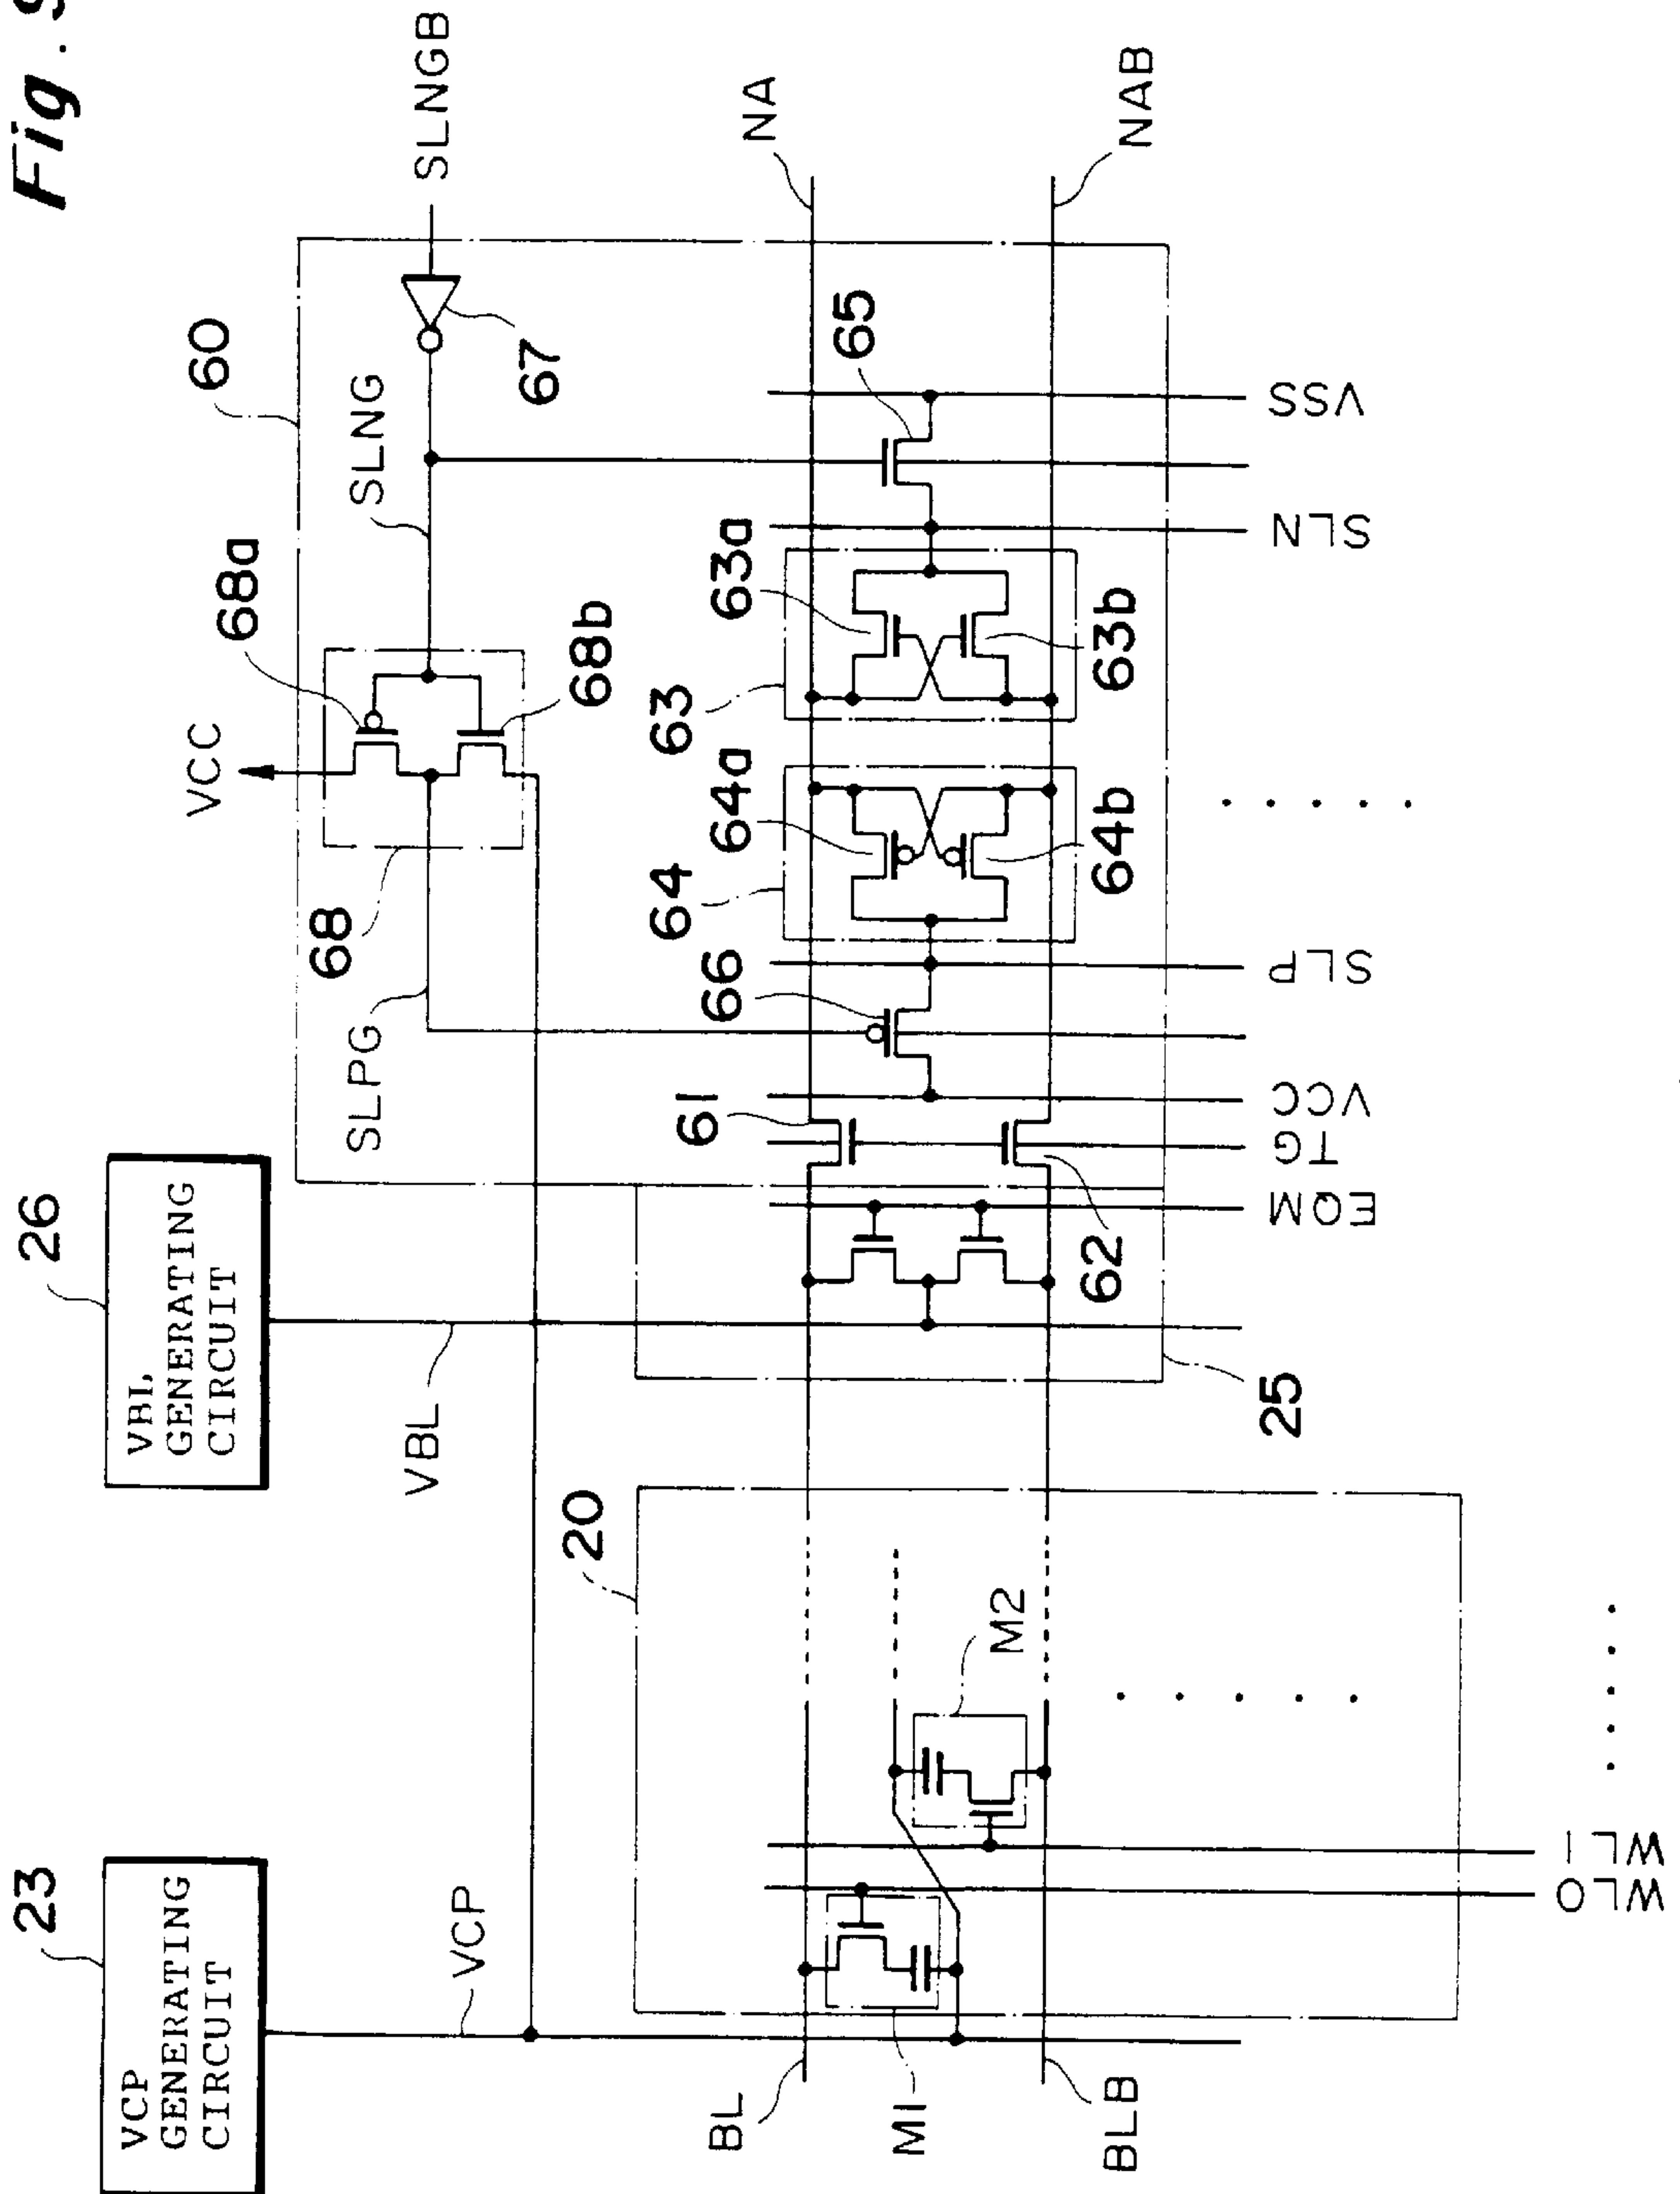 Fig. 9
23
VCP
GENERATING
CIRCUIT
26
VBL
GENERATING
CIRCUIT
VCP
VBL
60
VCC
68a
68
68b
SLPG
SLNG
67
SLNGB
20
BL
M1
BLB
M2
WL0
WL1
25
61
62
66
64
64a
64b
63
63a
63b
65
NA
NAB
EQM
TG
VCC
SLP
SLN
VSS